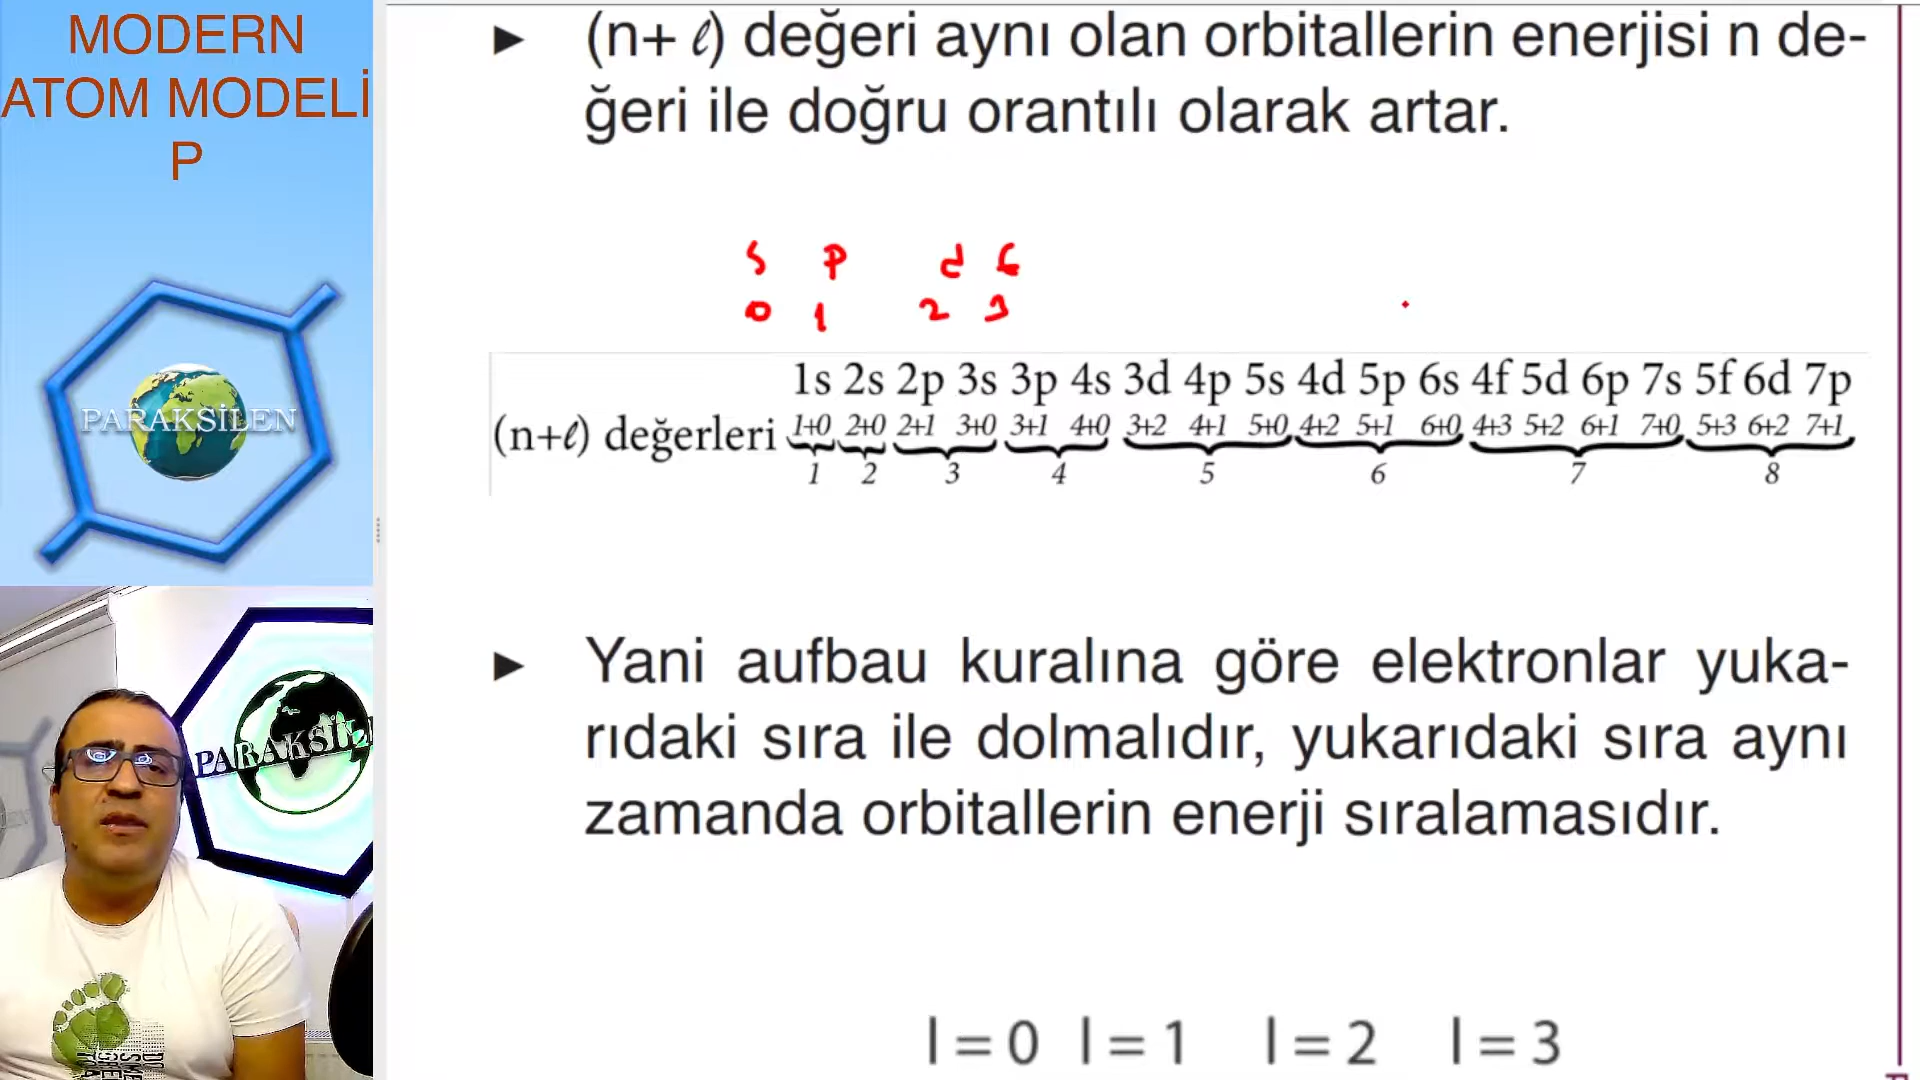 MODERN
ATOM MODELİ
P
PARAKSİLEN
► (n+ ℓ) değeri aynı olan orbitallerin enerjisi n de-
ğeri ile doğru orantılı olarak artar.
s p d f
0 1 2 3
1s 2s 2p 3s 3p 4s 3d 4p 5s 4d 5p 6s 4f 5d 6p 7s 5f 6d 7p
(n+ℓ) değerleri 1+0 2+0 2+1 3+0 3+1 4+0 3+2 4+1 5+0 4+2 5+1 6+0 4+3 5+2 6+1 7+0 5+3 6+2 7+1
1 2 3 4 5 6 7 8
► Yani aufbau kuralına göre elektronlar yuka-
rıdaki sıra ile dolmalıdır, yukarıdaki sıra aynı
zamanda orbitallerin enerji sıralamasıdır.
l = 0 l = 1 l = 2 l = 3
PARAKSİL